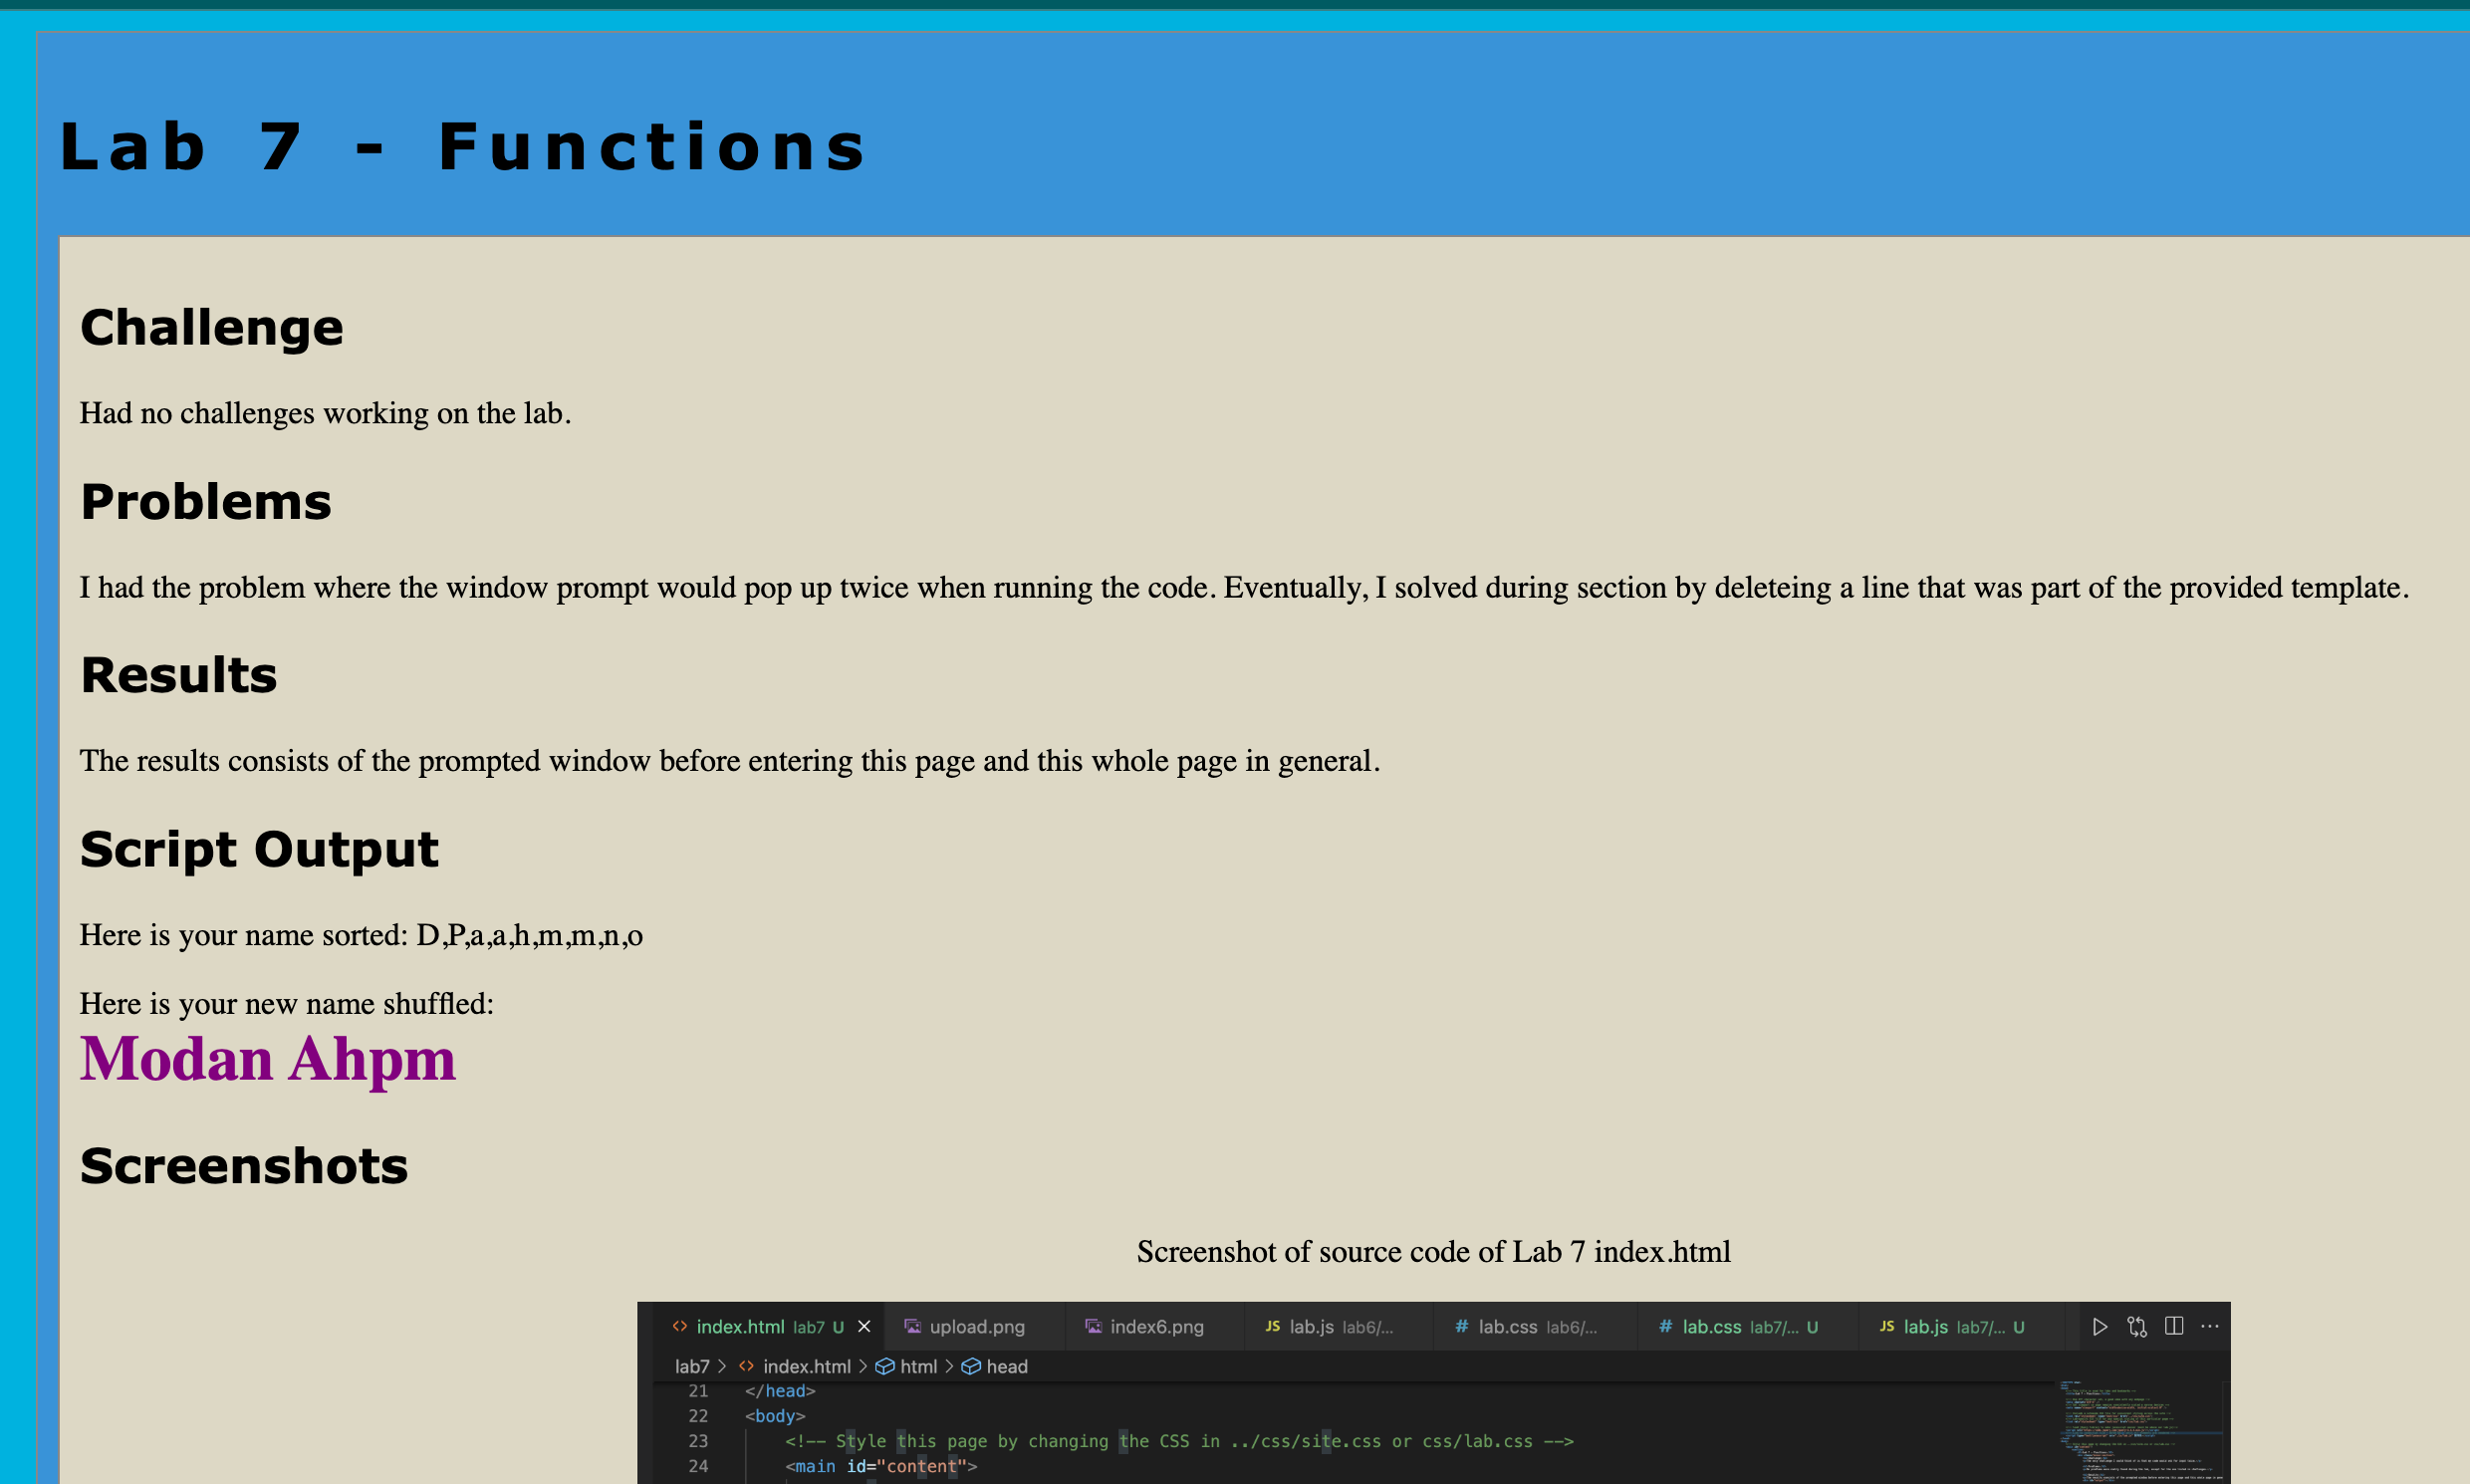 Lab 7 - Functions
Challenge
Had no challenges working on the lab.
Problems
I had the problem where the window prompt would pop up twice when running the code. Eventually, I solved during section by deleteing a line that was part of the provided template.
Results
The results consists of the prompted window before entering this page and this whole page in general.
Script Output
Here is your name sorted: D,P,a,a,h,m,m,n,o
Here is your new name shuffled:
Modan Ahpm
Screenshots
Screenshot of source code of Lab 7 index.html
<> index.html lab7 U × upload.png index6.png JS lab.js lab6/... # lab.css lab6/... # lab.css lab7/... U JS lab.js lab7/... U ...
lab7 > <> index.html > html > head
21 </head>
22 <body>
23 <!-- Style this page by changing the CSS in ../css/site.css or css/lab.css -->
24 <main id="content">